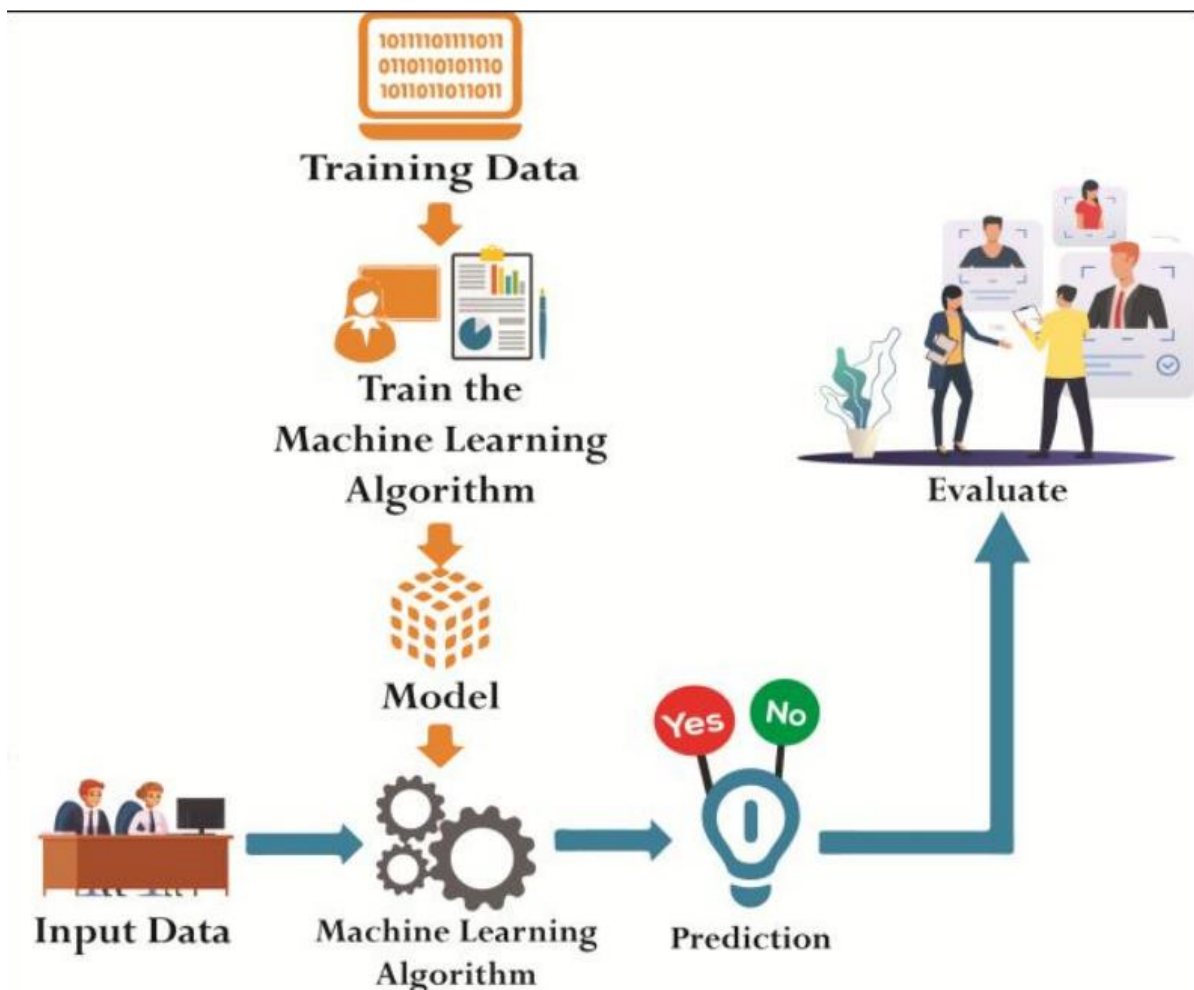 10111101111011
0110110101110
1011011011011
Training Data
Train the
Machine Learning
Algorithm
Model
Yes
No
Input Data
Machine Learning
Algorithm
Prediction
Evaluate